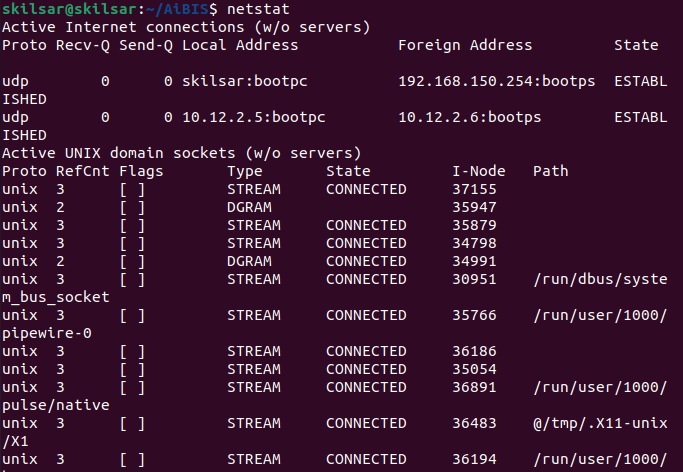 skilsar@skilsar:~/AiBIS$ netstat
Active Internet connections (w/o servers)
Proto Recv-Q Send-Q Local Address           Foreign Address         State
udp        0      0 skilsar:bootpc          192.168.150.254:bootps  ESTABL
ISHED
udp        0      0 10.12.2.5:bootpc        10.12.2.6:bootps        ESTABL
ISHED
Active UNIX domain sockets (w/o servers)
Proto RefCnt Flags       Type       State         I-Node   Path
unix  3      [ ]         STREAM     CONNECTED     37155
unix  2      [ ]         DGRAM                    35947
unix  3      [ ]         STREAM     CONNECTED     35879
unix  3      [ ]         STREAM     CONNECTED     34798
unix  2      [ ]         DGRAM      CONNECTED     34991
unix  3      [ ]         STREAM     CONNECTED     30951    /run/dbus/syste
m_bus_socket
unix  3      [ ]         STREAM     CONNECTED     35766    /run/user/1000/
pipewire-0
unix  3      [ ]         STREAM     CONNECTED     36186
unix  3      [ ]         STREAM     CONNECTED     35054
unix  3      [ ]         STREAM     CONNECTED     36891    /run/user/1000/
pulse/native
unix  3      [ ]         STREAM     CONNECTED     36483    @/tmp/.X11-unix
/X1
unix  3      [ ]         STREAM     CONNECTED     36194    /run/user/1000/